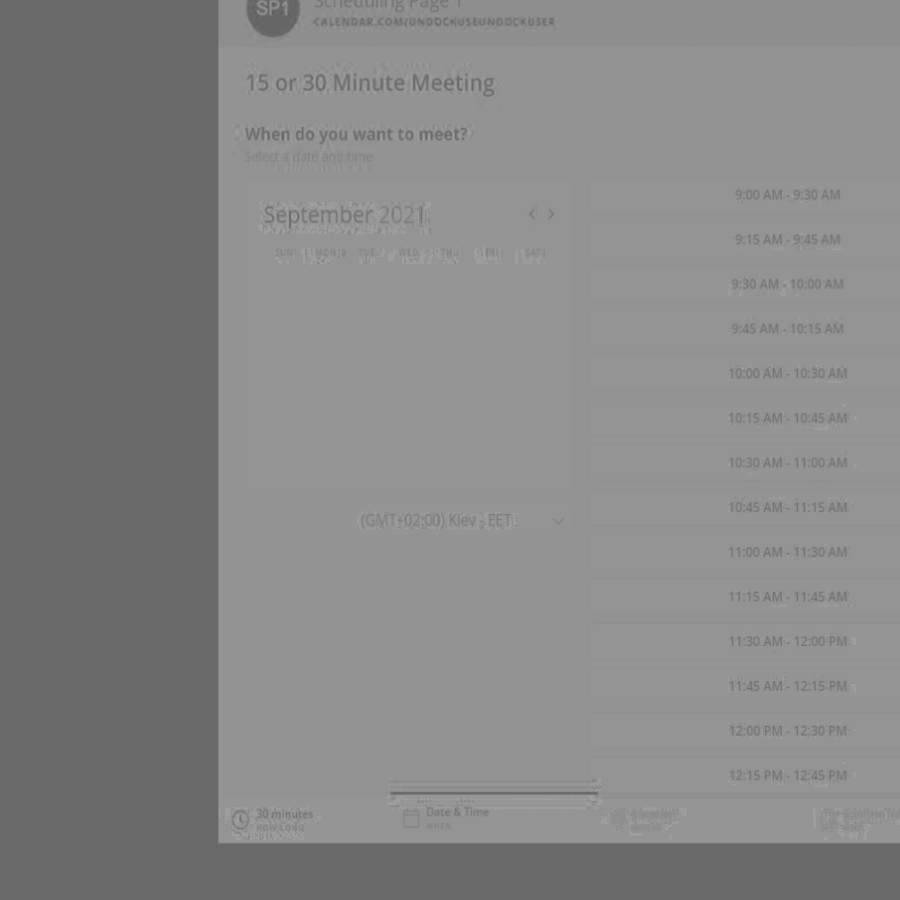 SP1
Scheduling Page 1
CALENDAR.COM/UNDOCKUSEUNDOCKUSER
15 or 30 Minute Meeting
When do you want to meet?
Select a date and time
September 2021
SUN MON TUE WED THU FRI SAT
(GMT+02:00) Kiev - EET
9:00 AM - 9:30 AM
9:15 AM - 9:45 AM
9:30 AM - 10:00 AM
9:45 AM - 10:15 AM
10:00 AM - 10:30 AM
10:15 AM - 10:45 AM
10:30 AM - 11:00 AM
10:45 AM - 11:15 AM
11:00 AM - 11:30 AM
11:15 AM - 11:45 AM
11:30 AM - 12:00 PM
11:45 AM - 12:15 PM
12:00 PM - 12:30 PM
12:15 PM - 12:45 PM
30 minutes
HOW LONG
Date & Time
WHEN